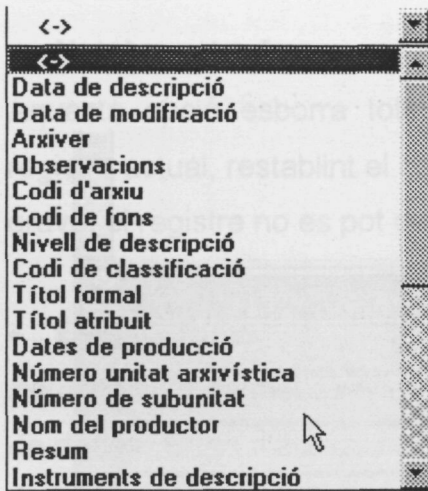 <->
<->
Data de descripció
Data de modificació
Arxiver
Observacions
Codi d'arxiu
Codi de fons
Nivell de descripció
Codi de classificació
Títol formal
Títol atribuit
Dates de producció
Número unitat arxivística
Número de subunitat
Nom del productor
Resum
Instruments de descripció